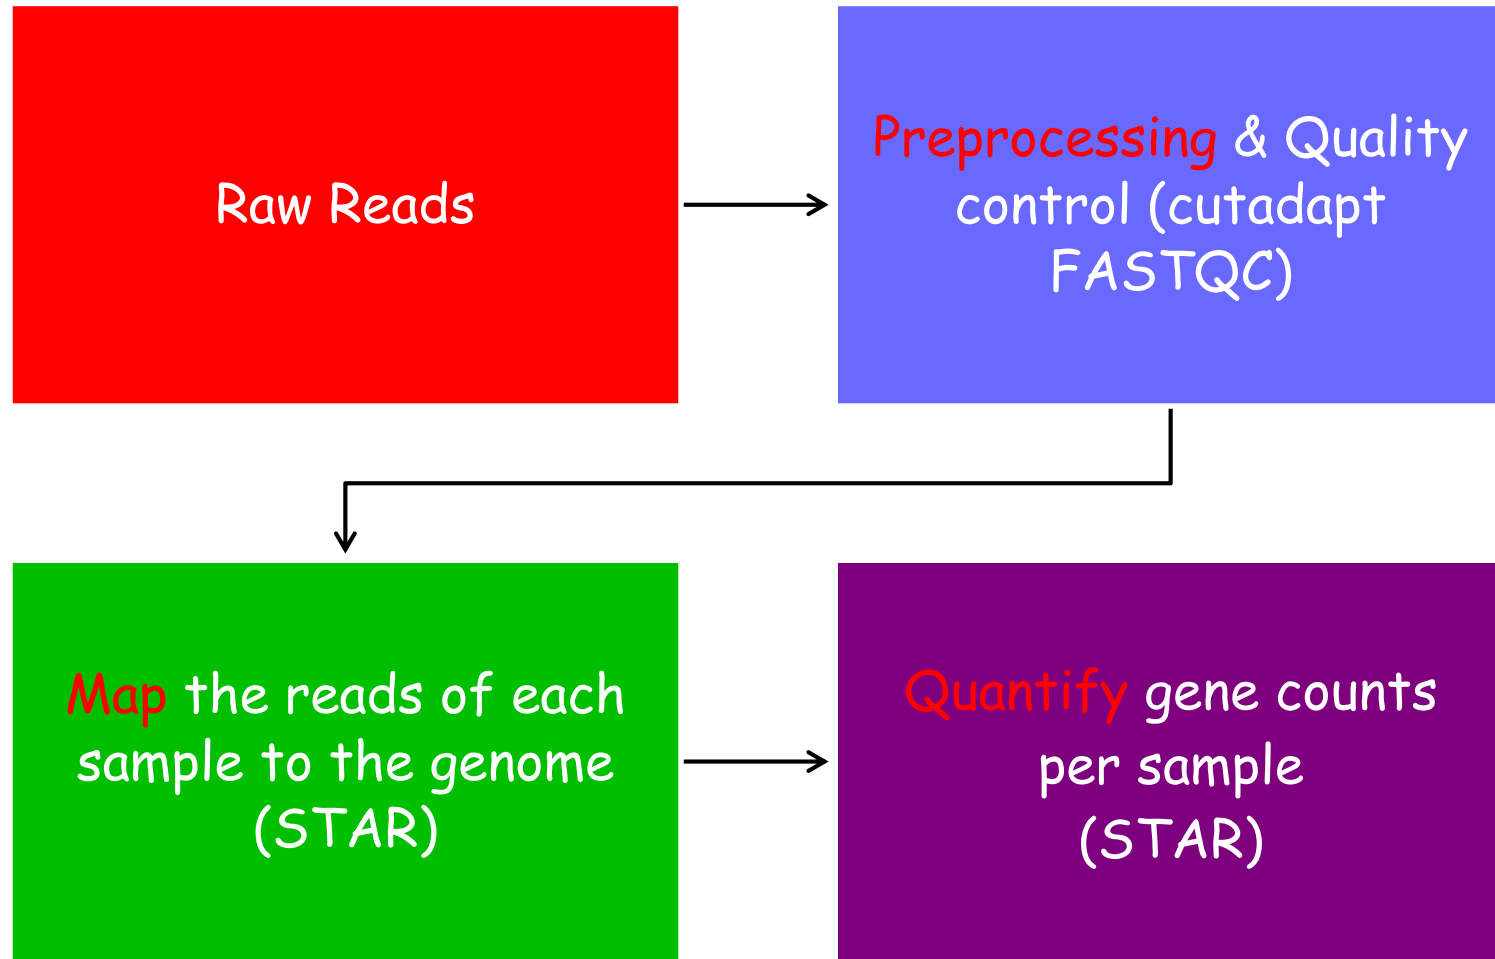 Raw Reads
Preprocessing & Quality
control (cutadapt
FASTQC)
Map the reads of each
sample to the genome
(STAR)
Quantify gene counts
per sample
(STAR)